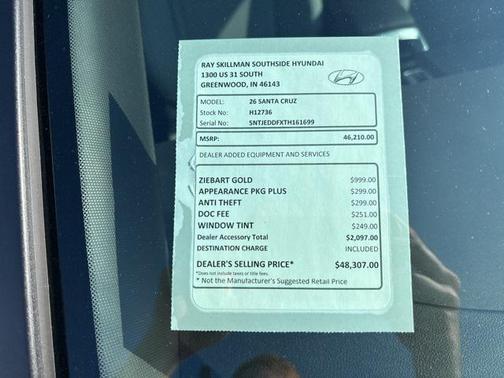 RAY SKILLMAN SOUTHSIDE HYUNDAI
1300 US 31 SOUTH
GREENWOOD, IN 46143
MODEL: 26 SANTA CRUZ
Stock No: H12736
Serial No: 5NTJEDDFXTH161699
MSRP: 46,210.00
DEALER ADDED EQUIPMENT AND SERVICES
ZIEBART GOLD $999.00
APPEARANCE PKG PLUS $299.00
ANTI THEFT $299.00
DOC FEE $251.00
WINDOW TINT $249.00
Dealer Accessory Total $2,097.00
DESTINATION CHARGE INCLUDED
DEALER'S SELLING PRICE* $48,307.00
*Does not include taxes or title fees.
* Not the Manufacturer's Suggested Retail Price